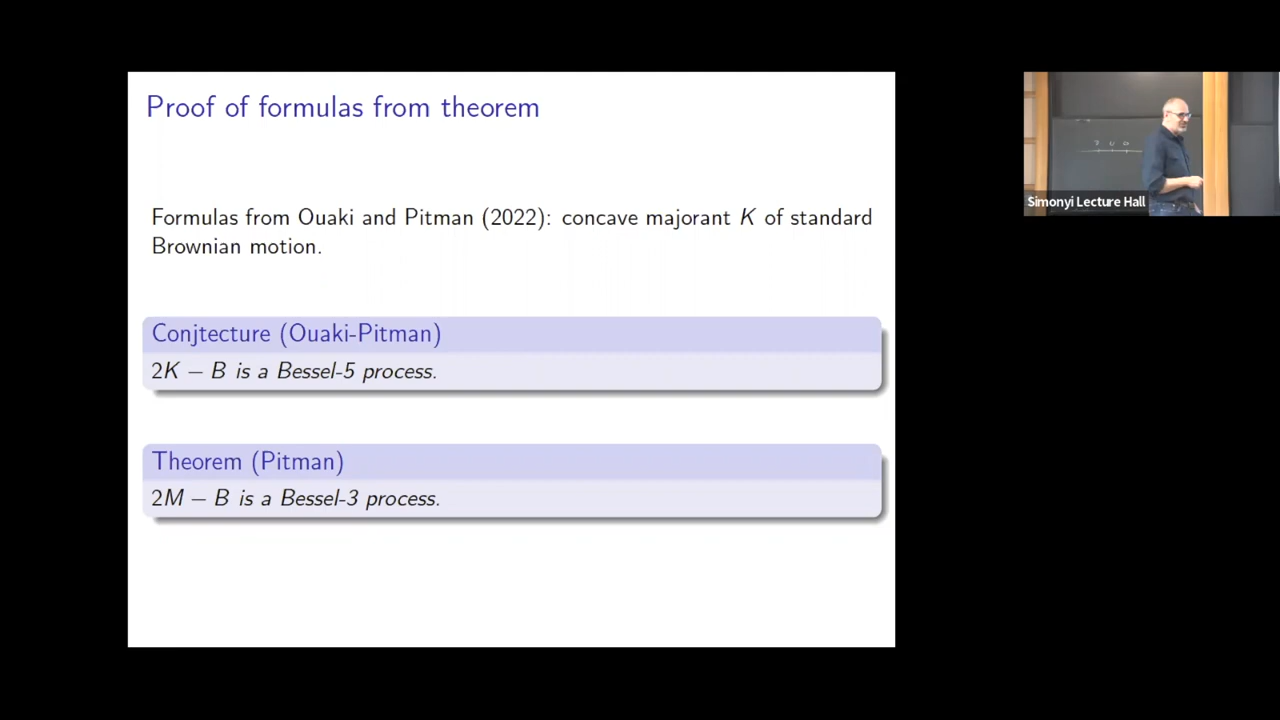 Proof of formulas from theorem
Formulas from Ouaki and Pitman (2022): concave majorant K of standard
Brownian motion.
Conjtecture (Ouaki-Pitman)
2K − B is a Bessel-5 process.
Theorem (Pitman)
2M − B is a Bessel-3 process.
Simonyi Lecture Hall